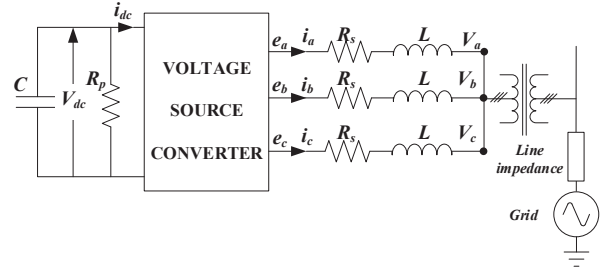 i_dc
C
V_dc
R_p
VOLTAGE
SOURCE
CONVERTER
e_a i_a R_s L V_a
e_b i_b R_s L V_b
e_c i_c R_s L V_c
Line
impedance
Grid